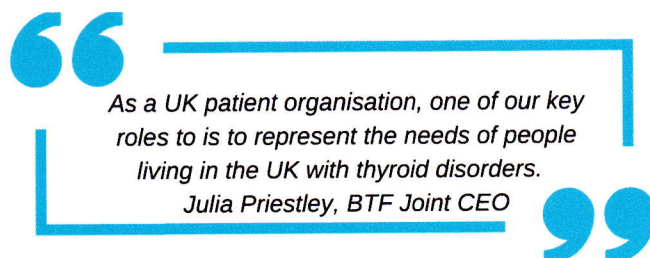 As a UK patient organisation, one of our key
roles to is to represent the needs of people
living in the UK with thyroid disorders.
Julia Priestley, BTF Joint CEO